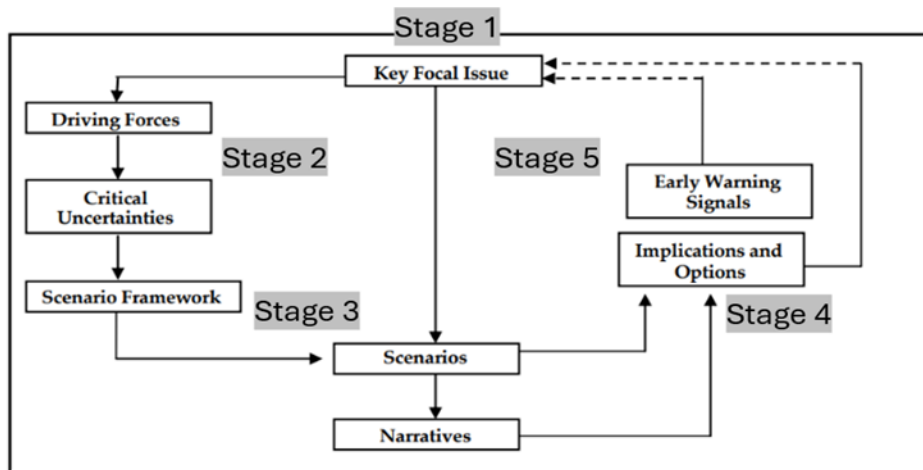 Stage 1
Key Focal Issue
Driving Forces
Stage 2
Stage 5
Critical
Uncertainties
Early Warning
Signals
Implications and
Options
Scenario Framework
Stage 3
Stage 4
Scenarios
Narratives